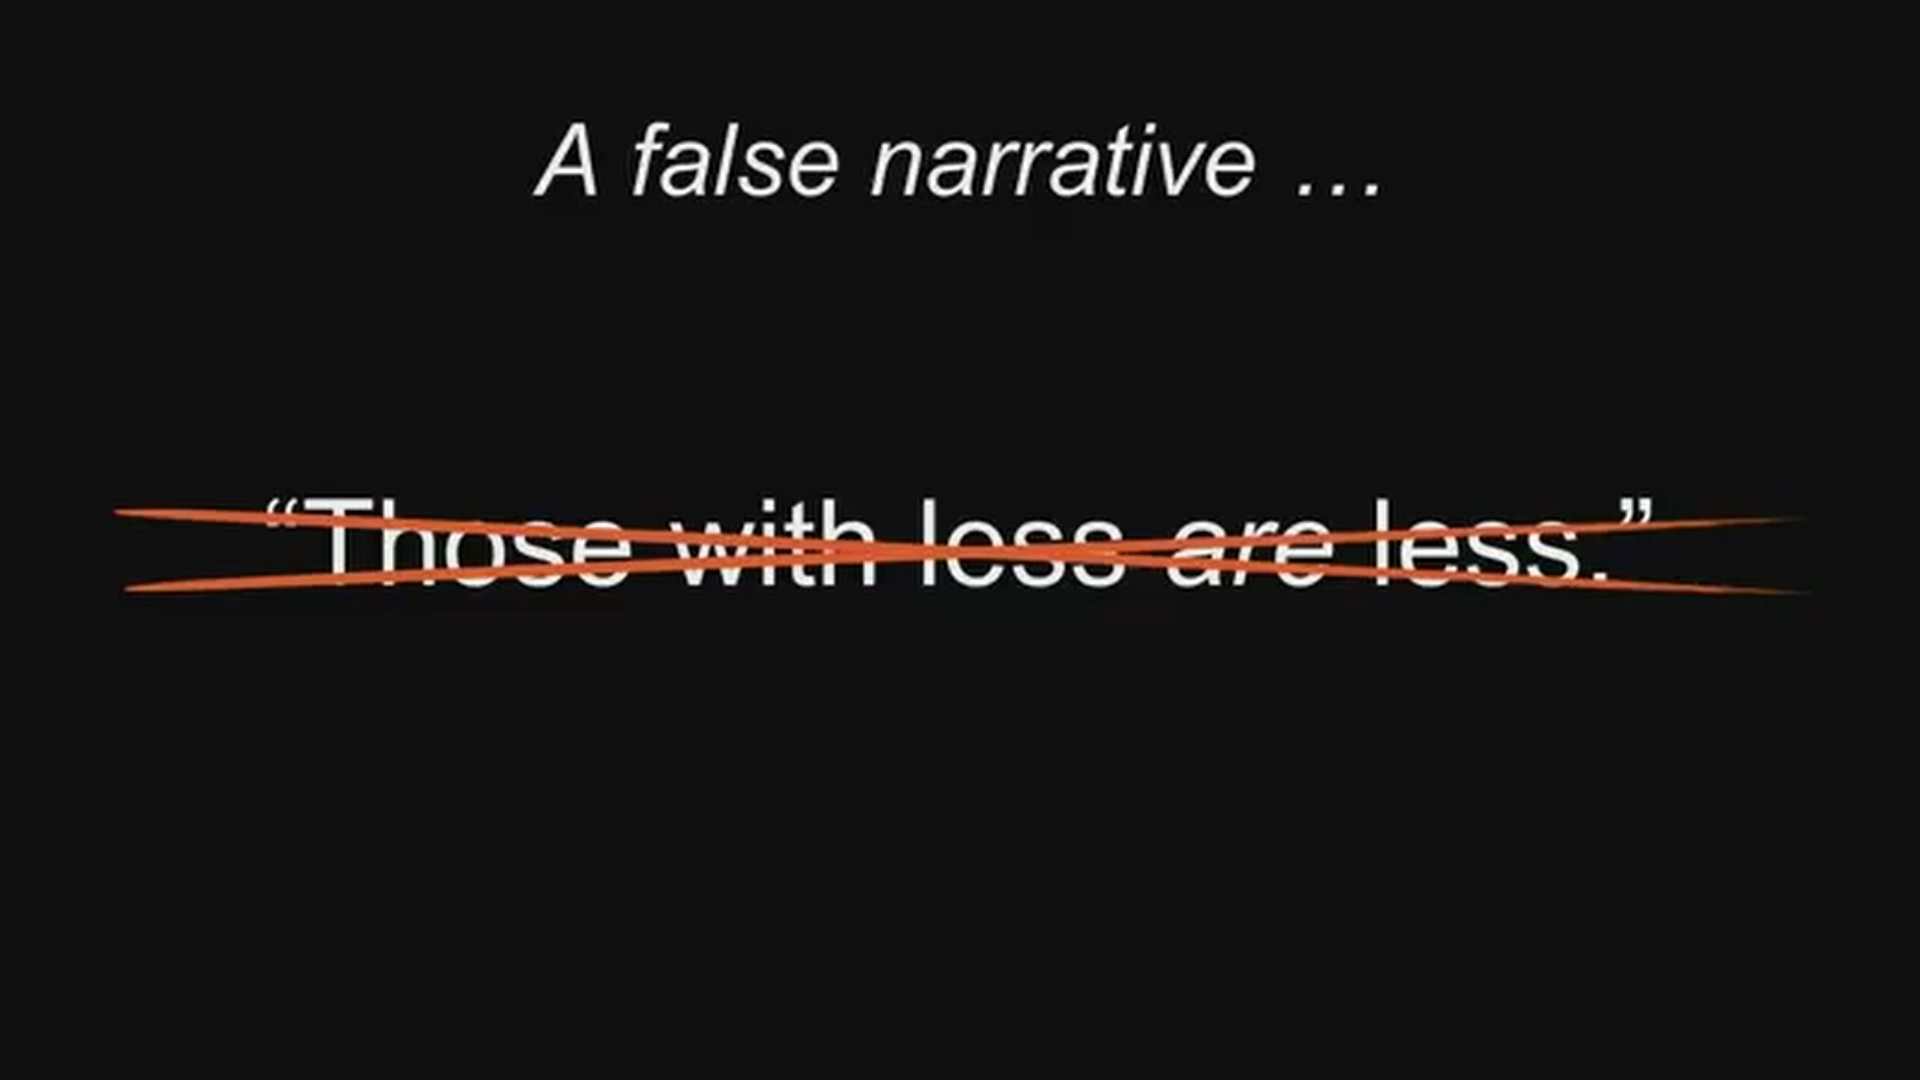 A false narrative …
“Those with less are less.”